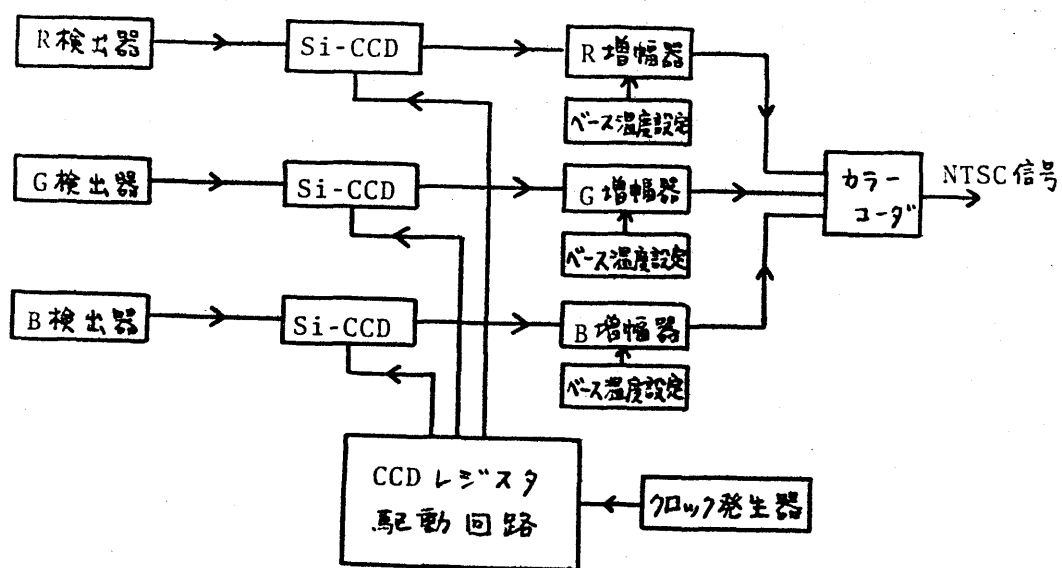 R検出器
Si-CCD
R増幅器
ベース温度設定
G検出器
Si-CCD
G増幅器
カラー
コーダ
NTSC信号
ベース温度設定
B検出器
Si-CCD
B増幅器
ベース温度設定
CCDレジスタ
駆動回路
クロック発生器